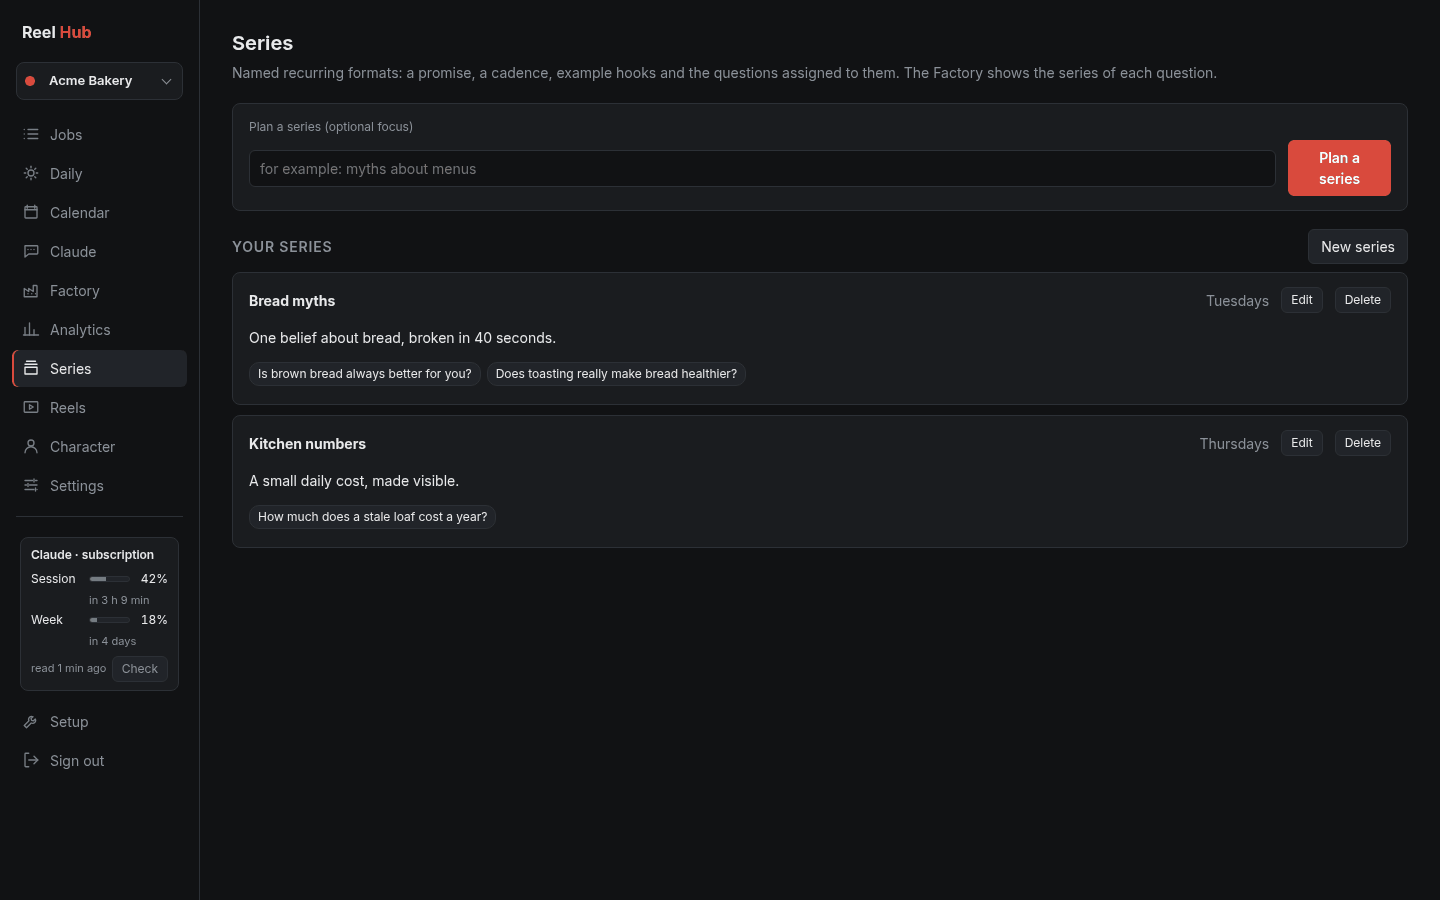 Reel Hub
Acme Bakery
Jobs
Daily
Calendar
Claude
Factory
Analytics
Series
Reels
Character
Settings
Claude · subscription
Session 42%
in 3 h 9 min
Week 18%
in 4 days
read 1 min ago Check
Setup
Sign out
Series
Named recurring formats: a promise, a cadence, example hooks and the questions assigned to them. The Factory shows the series of each question.
Plan a series (optional focus)
for example: myths about menus
Plan a
series
YOUR SERIES New series
Bread myths Tuesdays Edit Delete
One belief about bread, broken in 40 seconds.
Is brown bread always better for you? Does toasting really make bread healthier?
Kitchen numbers Thursdays Edit Delete
A small daily cost, made visible.
How much does a stale loaf cost a year?